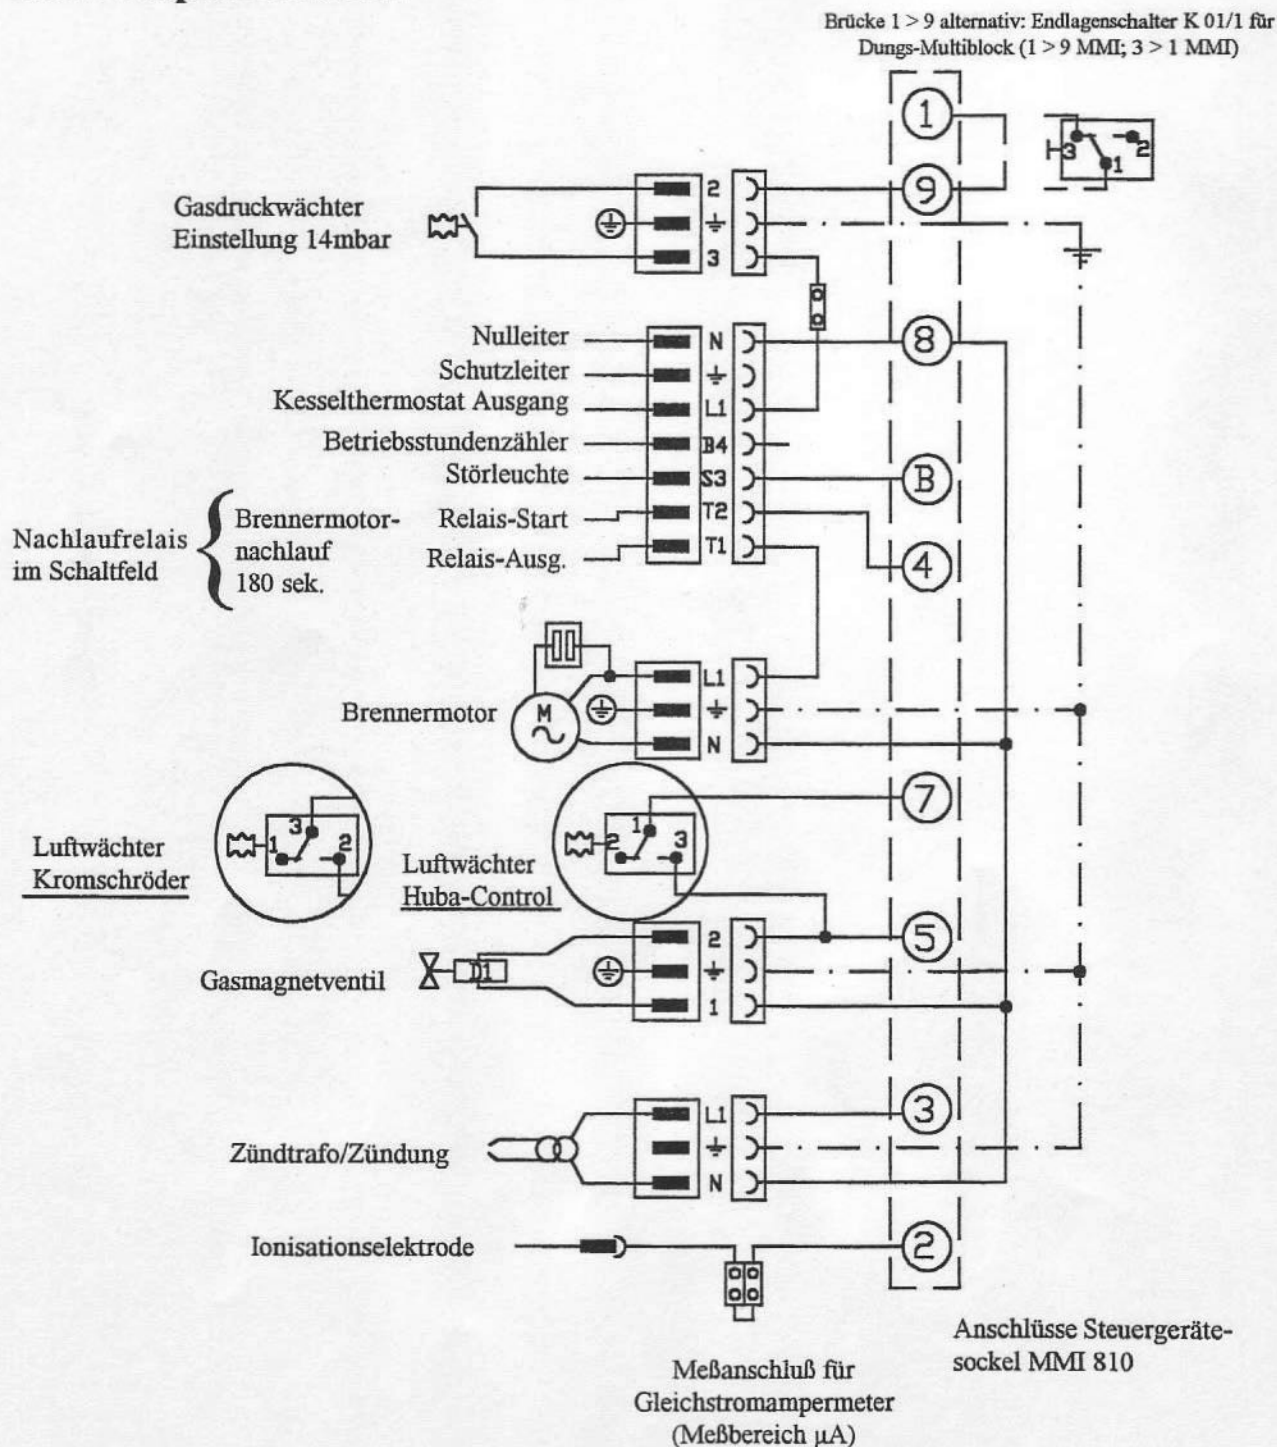 Brücke 1 > 9 alternativ: Endlagenschalter K 01/1 für
Dungs-Multiblock (1 > 9 MMI; 3 > 1 MMI)
1
3
2
1
9
Gasdruckwächter
Einstellung 14mbar
2
3
Nulleiter
N
8
Schutzleiter
Kesselthermostat Ausgang
L1
Betriebsstundenzähler
B4
Störleuchte
S3
B
Nachlaufrelais
im Schaltfeld
Brennermotor-
nachlauf
180 sek.
Relais-Start
T2
Relais-Ausg.
T1
4
Brennermotor
M
L1
N
7
Luftwächter
Kromschröder
3
1
2
Luftwächter
Huba-Control
1
2
3
5
Gasmagnetventil
2
1
Zündtrafo/Zündung
L1
N
3
Ionisationselektrode
2
Anschlüsse Steuergeräte-
sockel MMI 810
Meßanschluß für
Gleichstromampermeter
(Meßbereich µA)